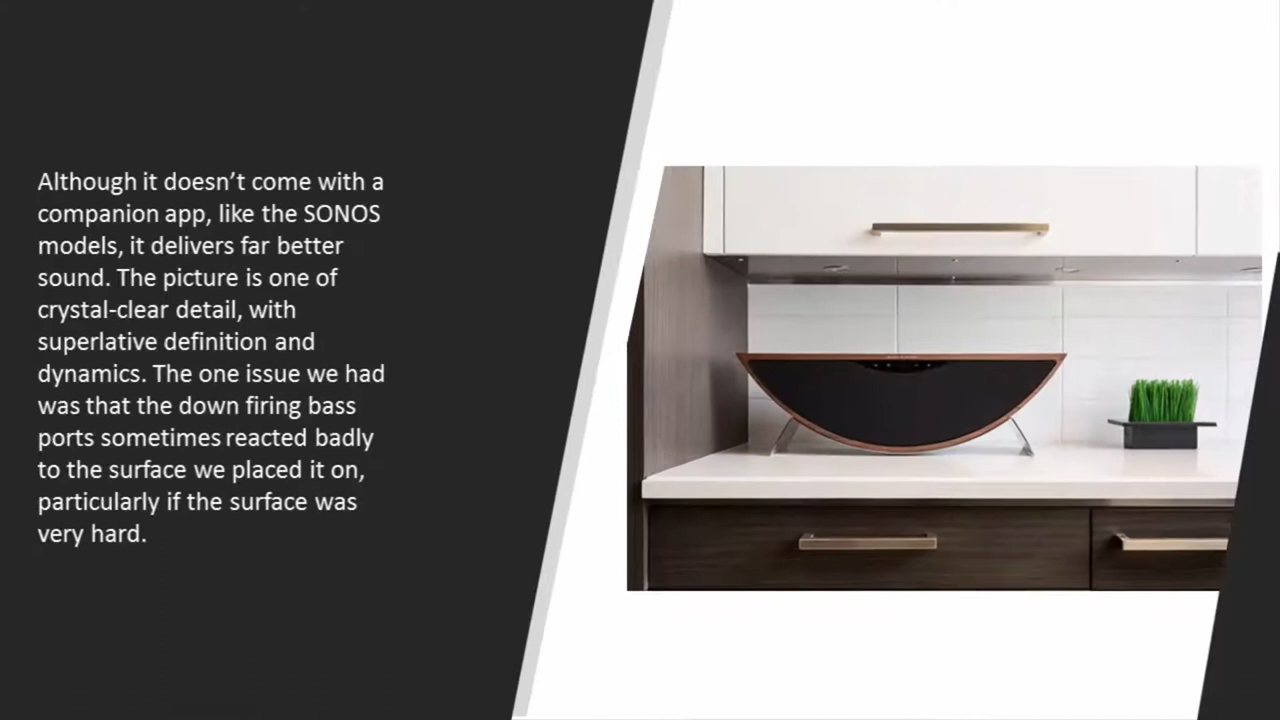 Although it doesn’t come with a
companion app, like the SONOS
models, it delivers far better
sound. The picture is one of
crystal-clear detail, with
superlative definition and
dynamics. The one issue we had
was that the down firing bass
ports sometimes reacted badly
to the surface we placed it on,
particularly if the surface was
very hard.